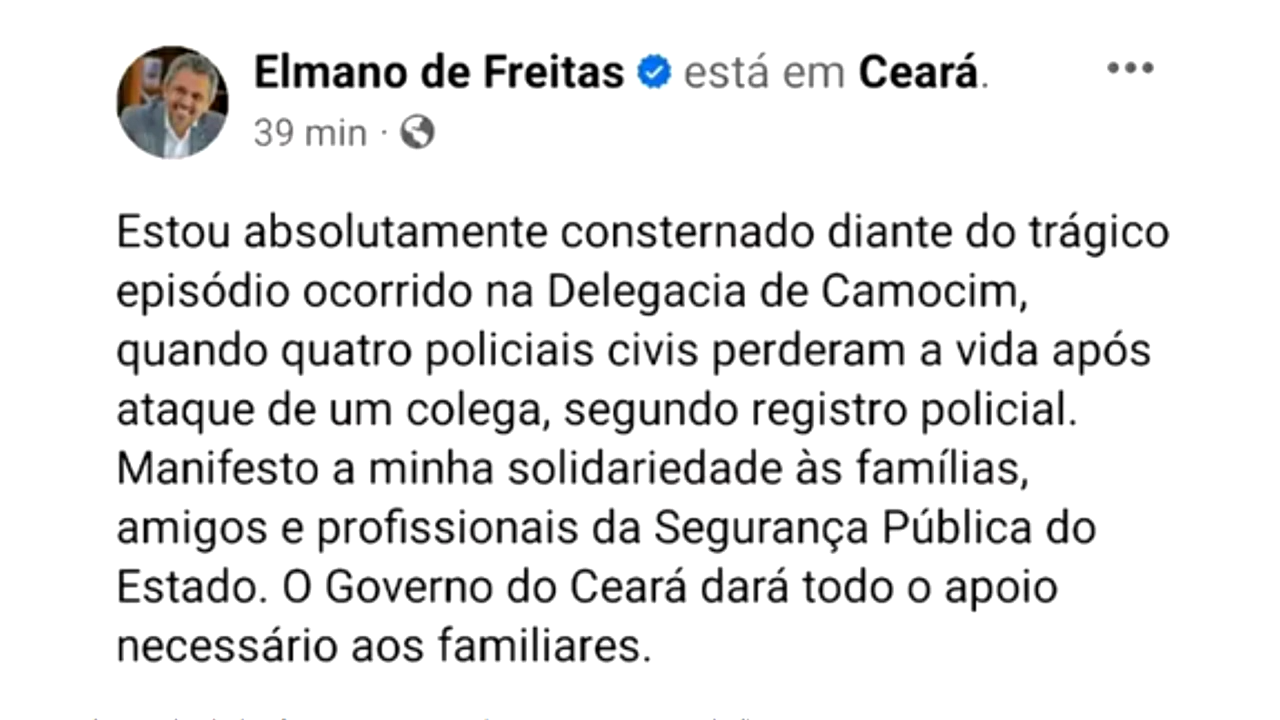 Elmano de Freitas está em Ceará.
39 min ·
Estou absolutamente consternado diante do trágico
episódio ocorrido na Delegacia de Camocim,
quando quatro policiais civis perderam a vida após
ataque de um colega, segundo registro policial.
Manifesto a minha solidariedade às famílias,
amigos e profissionais da Segurança Pública do
Estado. O Governo do Ceará dará todo o apoio
necessário aos familiares.